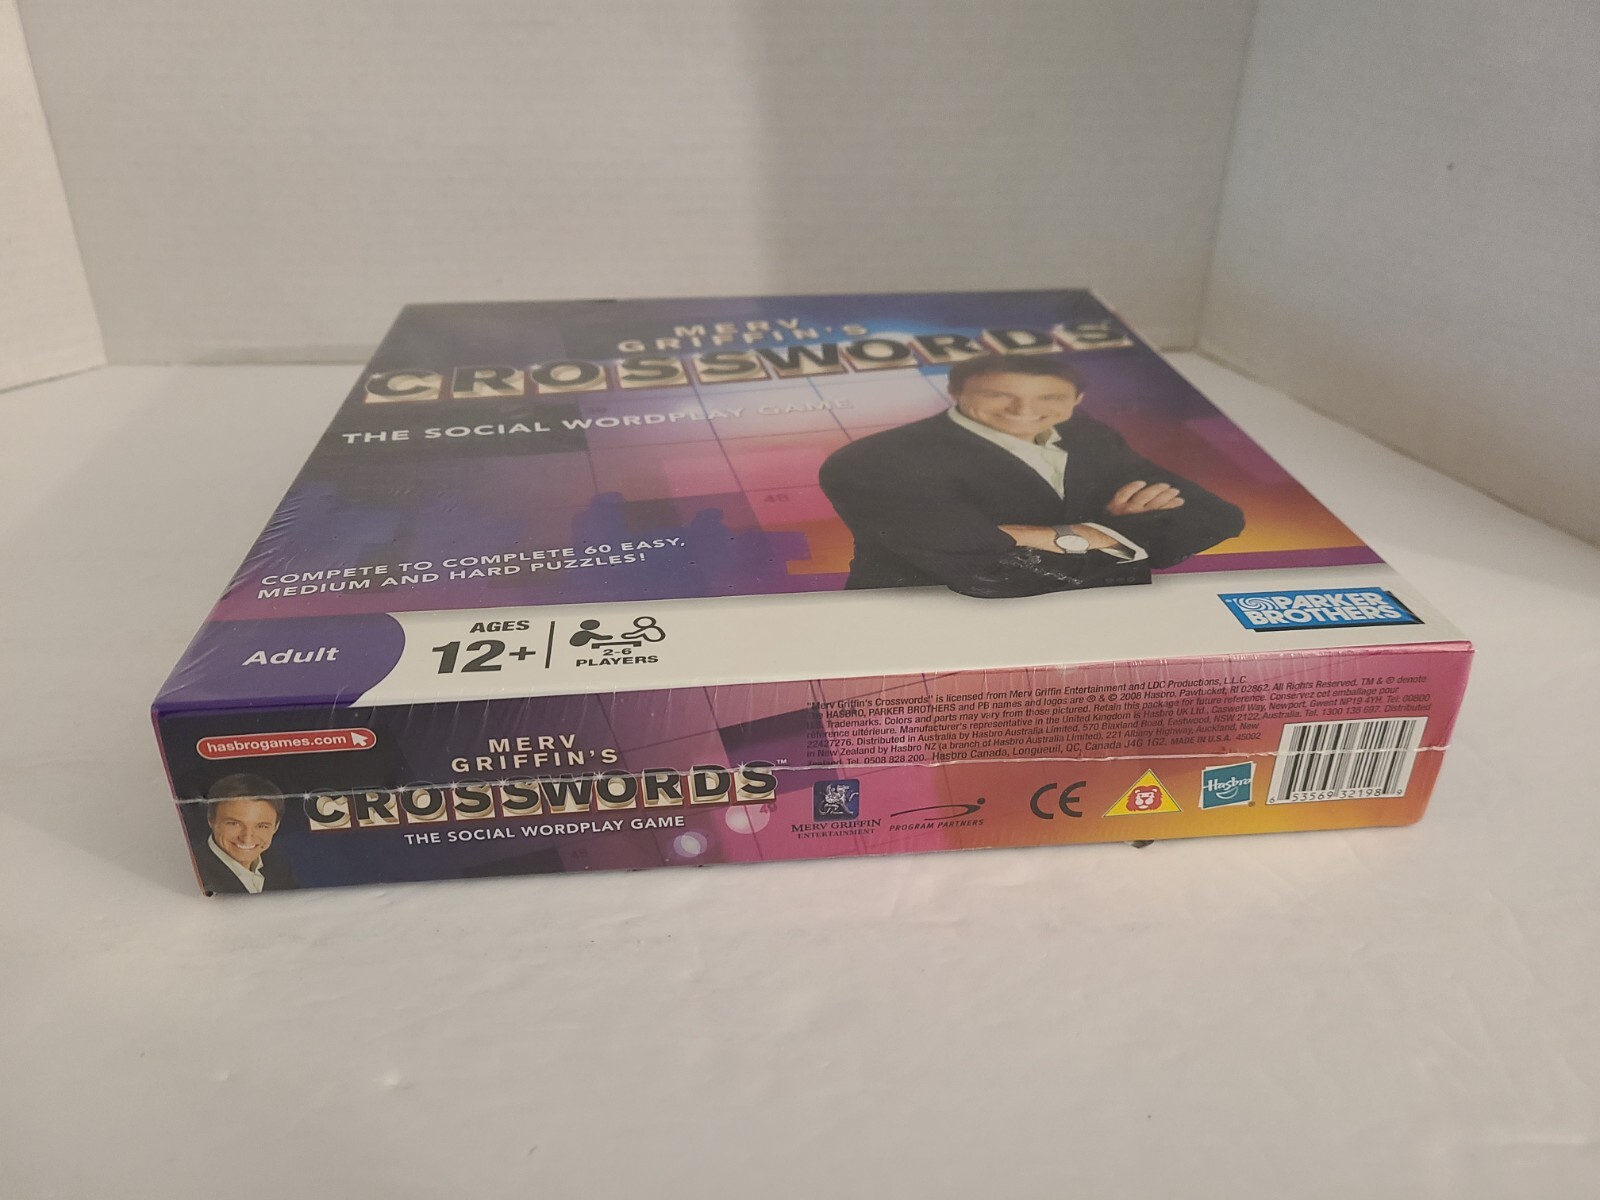 MERV
GRIFFIN'S
CROSSWORDS
THE SOCIAL WORDPLAY GAME
48
COMPETE TO COMPLETE 60 EASY,
MEDIUM AND HARD PUZZLES!
Adult
AGES
12+
2-6
PLAYERS
PARKER
BROTHERS
hasbrogames.com
MERV
GRIFFIN'S
CROSSWORDS™
THE SOCIAL WORDPLAY GAME
"Merv Griffin's Crosswords" is licensed from Merv Griffin Entertainment and LDC Productions, L.L.C.
HASBRO, PARKER BROTHERS and PB names and logos are ® & © 2008 Hasbro, Pawtucket, RI 02862. All Rights Reserved. TM & ® denote
U.S. Trademarks. Colors and parts may vary from those pictured. Retain this package for future reference. Conservez cet emballage pour
référence ultérieure. Manufacturer's representative in the United Kingdom is Hasbro UK Ltd., Caswell Way, Newport, Gwent NP19 4YH. Tel: 00800
22427276. Distributed in Australia by Hasbro Australia Limited, 570 Blaxland Road, Eastwood, NSW 2122, Australia. Tel. 1300 138 697. Distributed
in New Zealand by Hasbro NZ (a branch of Hasbro Australia Limited), 221 Albany Highway, Auckland, New
Zealand. Tel. 0508 828 200. Hasbro Canada, Longueuil, QC, Canada J4G 1G2. MADE IN U.S.A. 45002
MERV GRIFFIN
ENTERTAINMENT
PROGRAM PARTNERS
CE
Hasbro
6 53569 32198 9